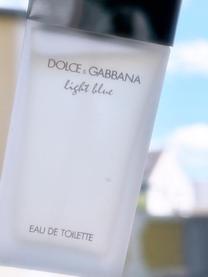 DOLCE & GABBANA
light blue
EAU DE TOILETTE